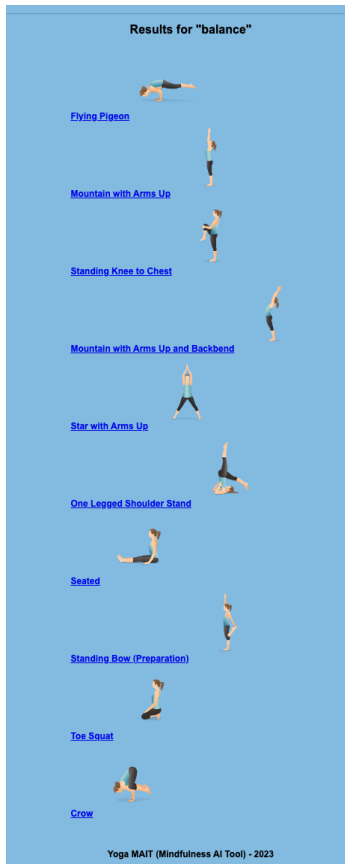 Results for "balance"
Flying Pigeon
Mountain with Arms Up
Standing Knee to Chest
Mountain with Arms Up and Backbend
Star with Arms Up
One Legged Shoulder Stand
Seated
Standing Bow (Preparation)
Toe Squat
Crow
Yoga MAIT (Mindfulness AI Tool) - 2023